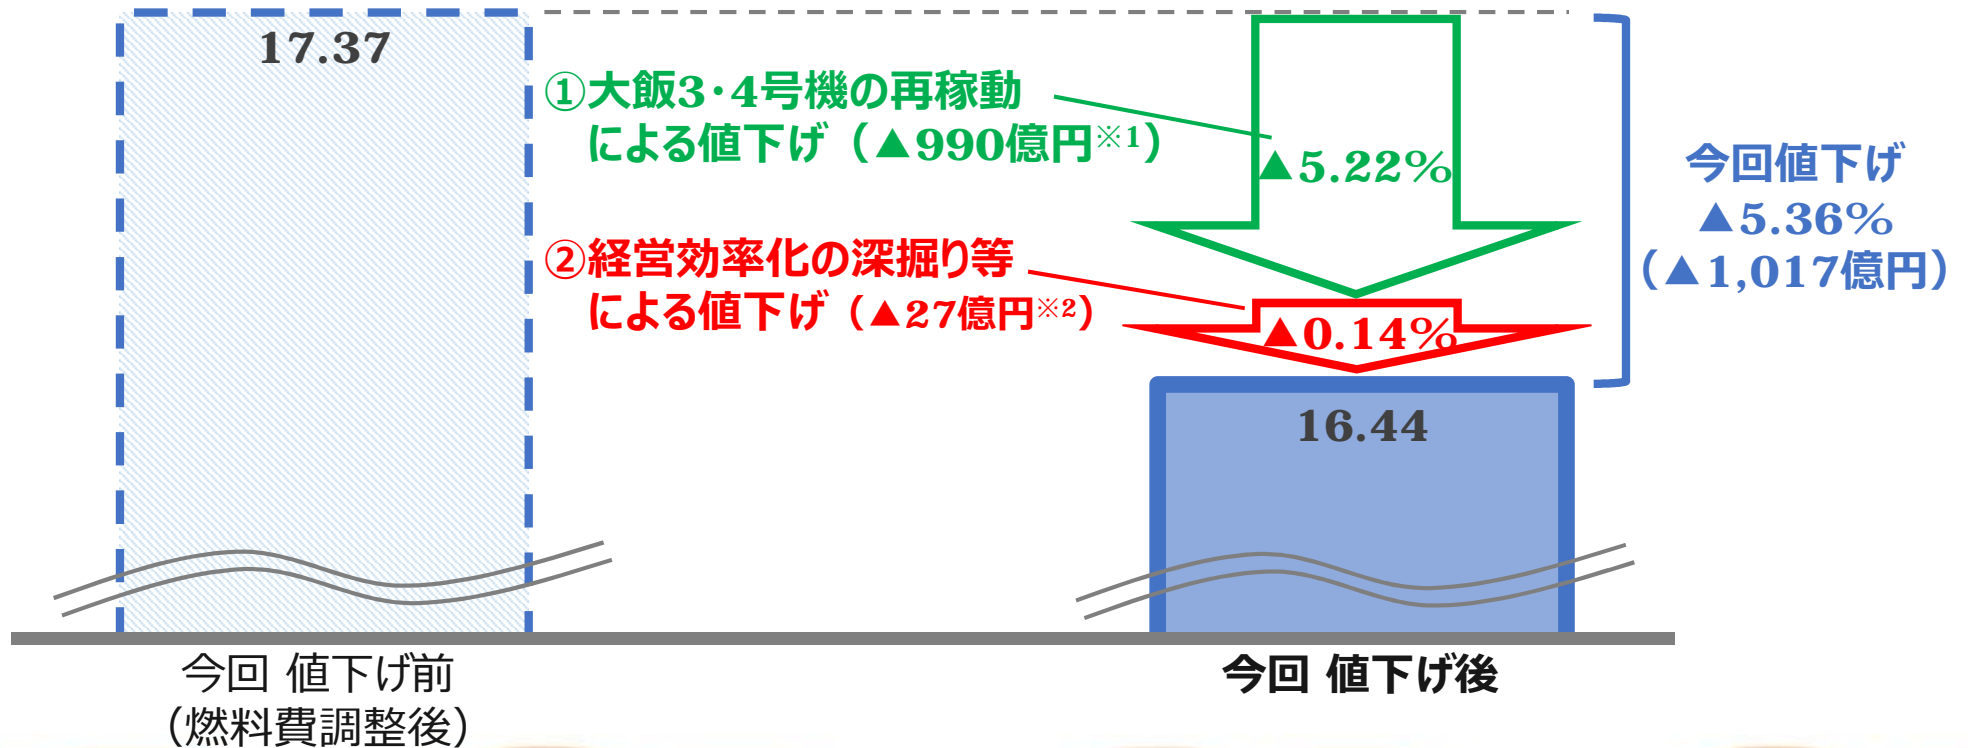 17.37
①大飯3・4号機の再稼動
による値下げ（▲990億円※1）
▲5.22%
②経営効率化の深掘り等
による値下げ（▲27億円※2）
▲0.14%
今回値下げ
▲5.36%
（▲1,017億円）
16.44
今回 値下げ前
（燃料費調整後）
今回 値下げ後